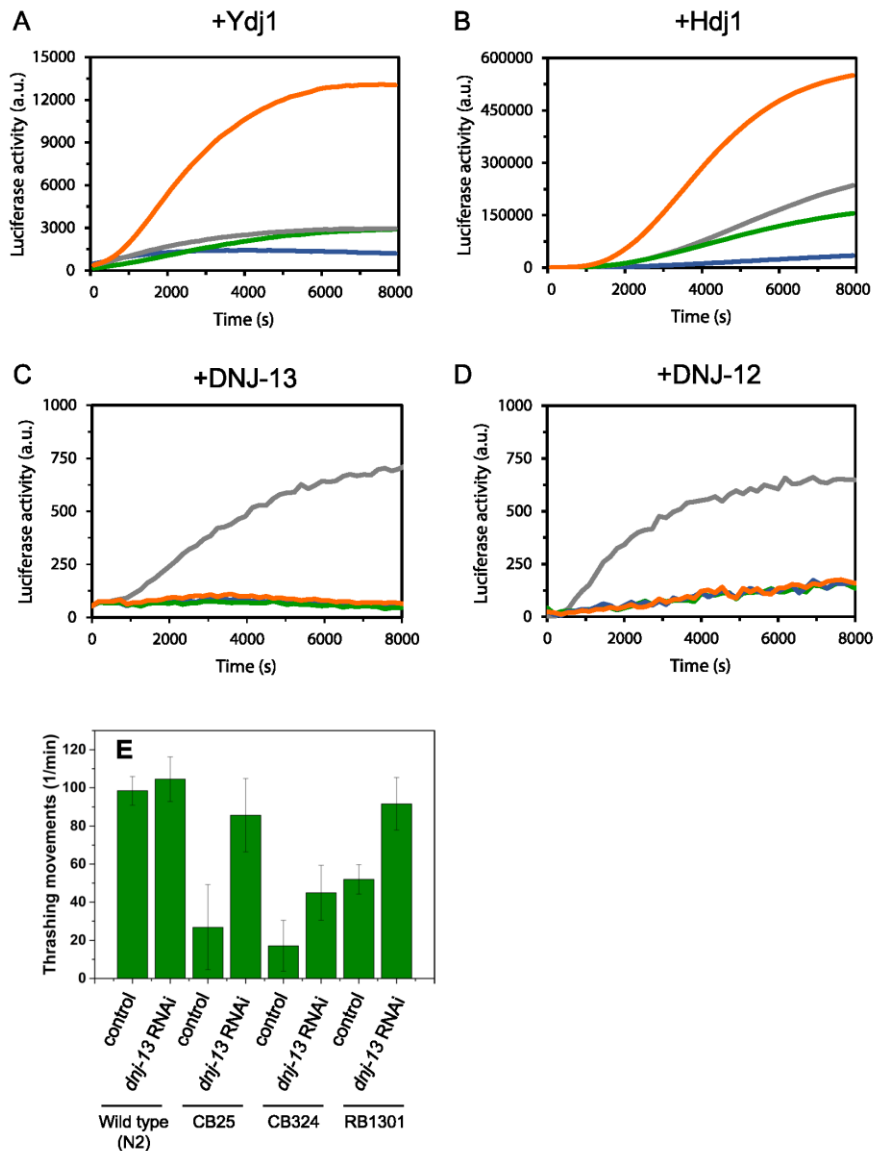 A
+Ydj1
Luciferase activity (a.u.)
15000
12000
9000
6000
3000
0
0 2000 4000 6000 8000
Time (s)
B
+Hdj1
Luciferase activity (a.u.)
600000
450000
300000
150000
0
0 2000 4000 6000 8000
Time (s)
C
+DNJ-13
Luciferase activity (a.u.)
1000
750
500
250
0
0 2000 4000 6000 8000
Time (s)
D
+DNJ-12
Luciferase activity (a.u.)
1000
750
500
250
0
0 2000 4000 6000 8000
Time (s)
E
Thrashing movements (1/min)
120
100
80
60
40
20
0
control
dnj-13 RNAi
control
dnj-13 RNAi
control
dnj-13 RNAi
control
dnj-13 RNAi
Wild type CB25 CB324 RB1301
(N2)